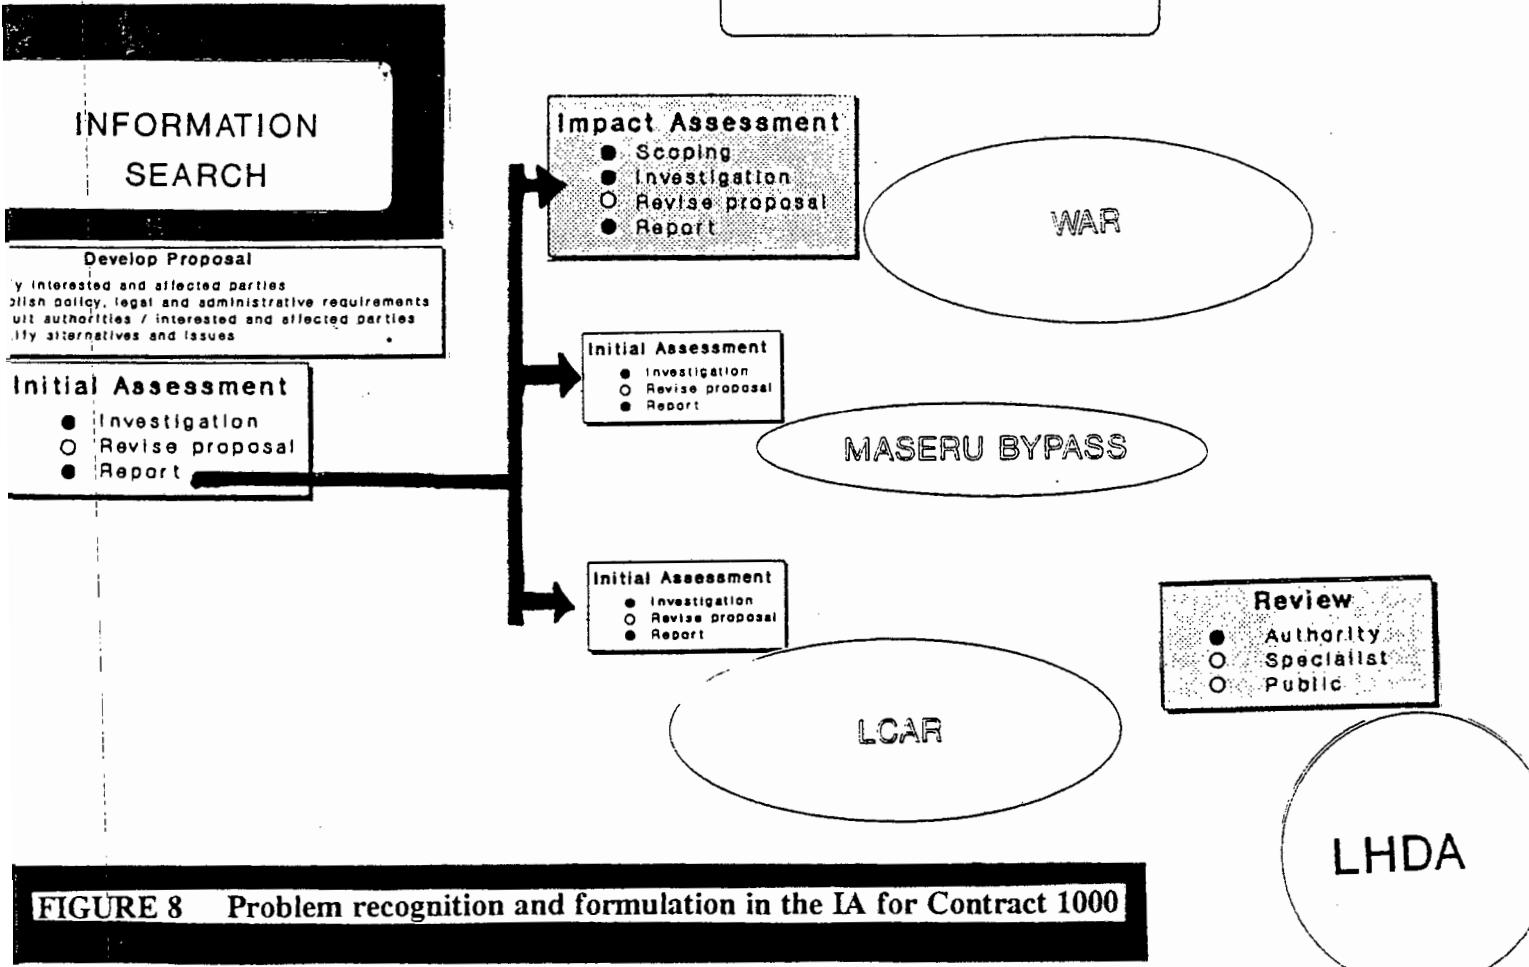 INFORMATION
SEARCH
Develop Proposal
y interested and affected parties
policy, legal and administrative requirements
authorities / interested and affected parties
alternatives and issues
Initial Assessment
● Investigation
○ Revise proposal
● Report
Impact Assessment
● Scoping
● Investigation
○ Revise proposal
● Report
WAR
Initial Assessment
● Investigation
○ Revise proposal
● Report
MASERU BYPASS
Initial Assessment
● Investigation
○ Revise proposal
● Report
LCAR
Review
● Authority
○ Specialist
○ Public
LHDA
FIGURE 8 Problem recognition and formulation in the IA for Contract 1000